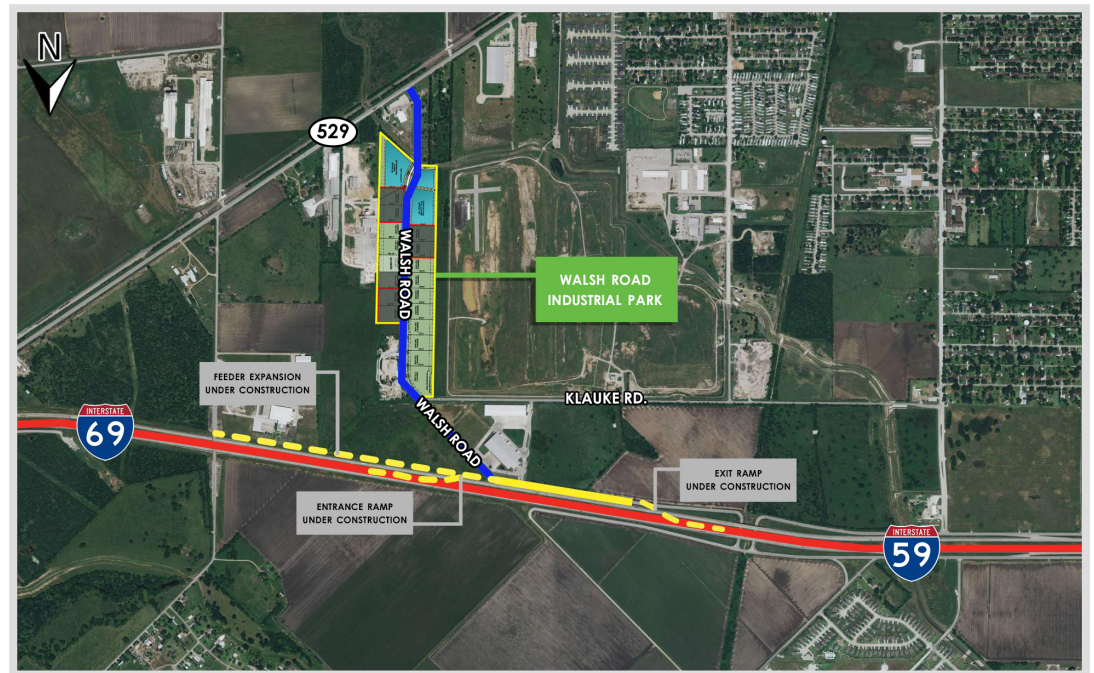 N
529
WALSH ROAD
WALSH ROAD
INDUSTRIAL PARK
FEEDER EXPANSION
UNDER CONSTRUCTION
KLAUKE RD.
WALSH ROAD
INTERSTATE
69
EXIT RAMP
UNDER CONSTRUCTION
ENTRANCE RAMP
UNDER CONSTRUCTION
INTERSTATE
59